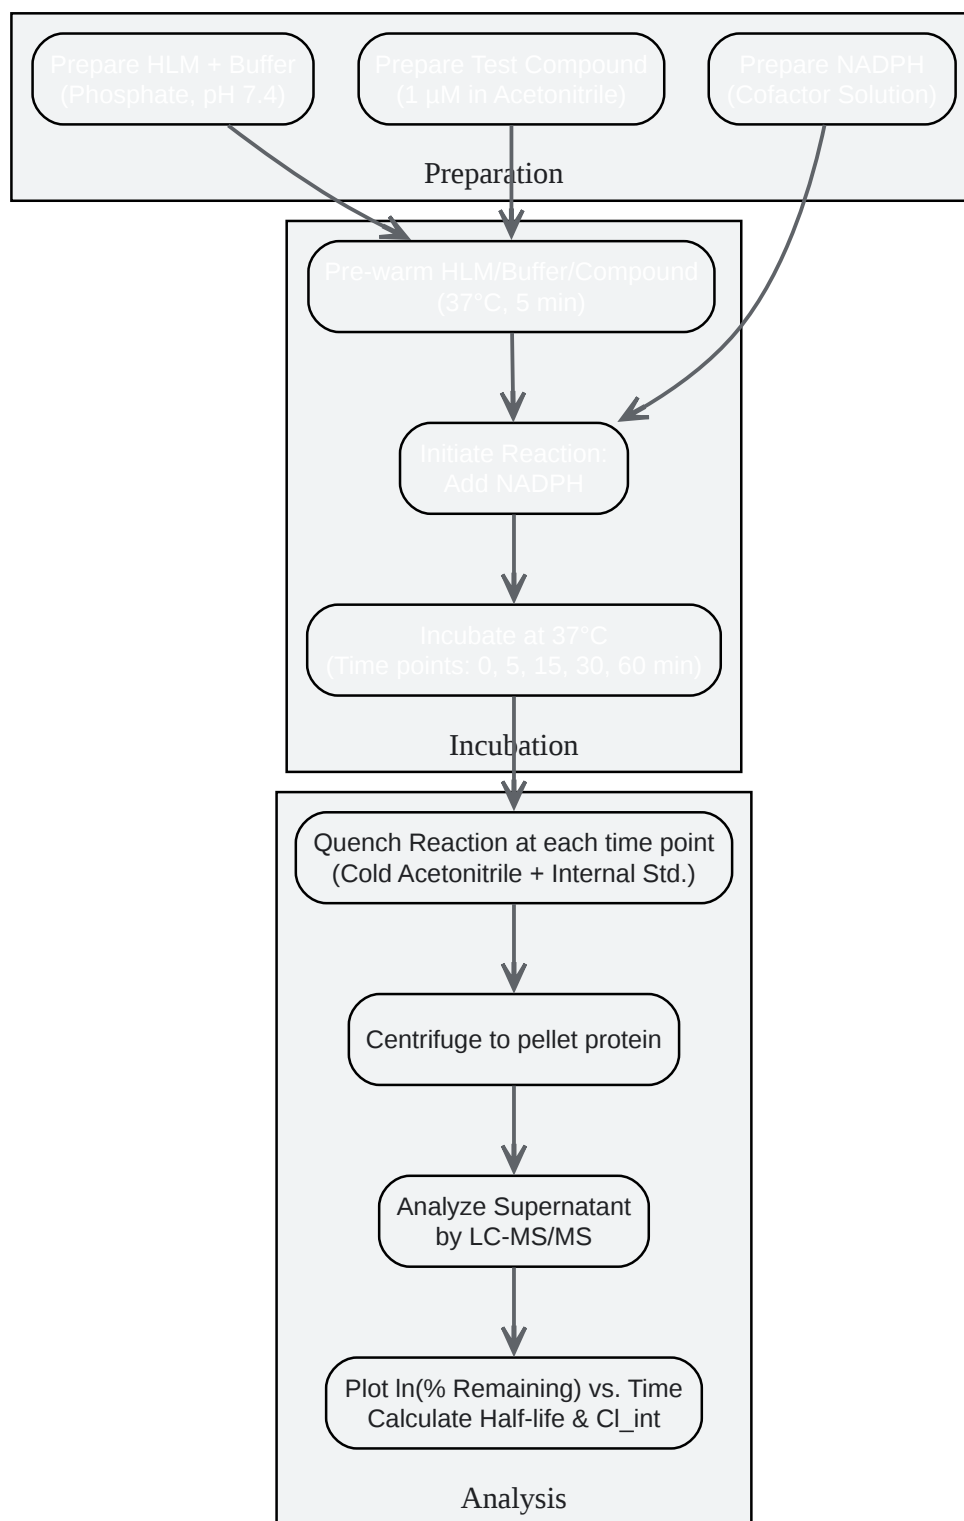 Prepare HLM + Buffer
(Phosphate, pH 7.4)
Prepare Test Compound
(1 µM in Acetonitrile)
Prepare NADPH
(Cofactor Solution)
Preparation
Pre-warm HLM/Buffer/Compound
(37°C, 5 min)
Initiate Reaction:
Add NADPH
Incubate at 37°C
(Time points: 0, 5, 15, 30, 60 min)
Incubation
Quench Reaction at each time point
(Cold Acetonitrile + Internal Std.)
Centrifuge to pellet protein
Analyze Supernatant
by LC-MS/MS
Plot ln(% Remaining) vs. Time
Calculate Half-life & Cl_int
Analysis